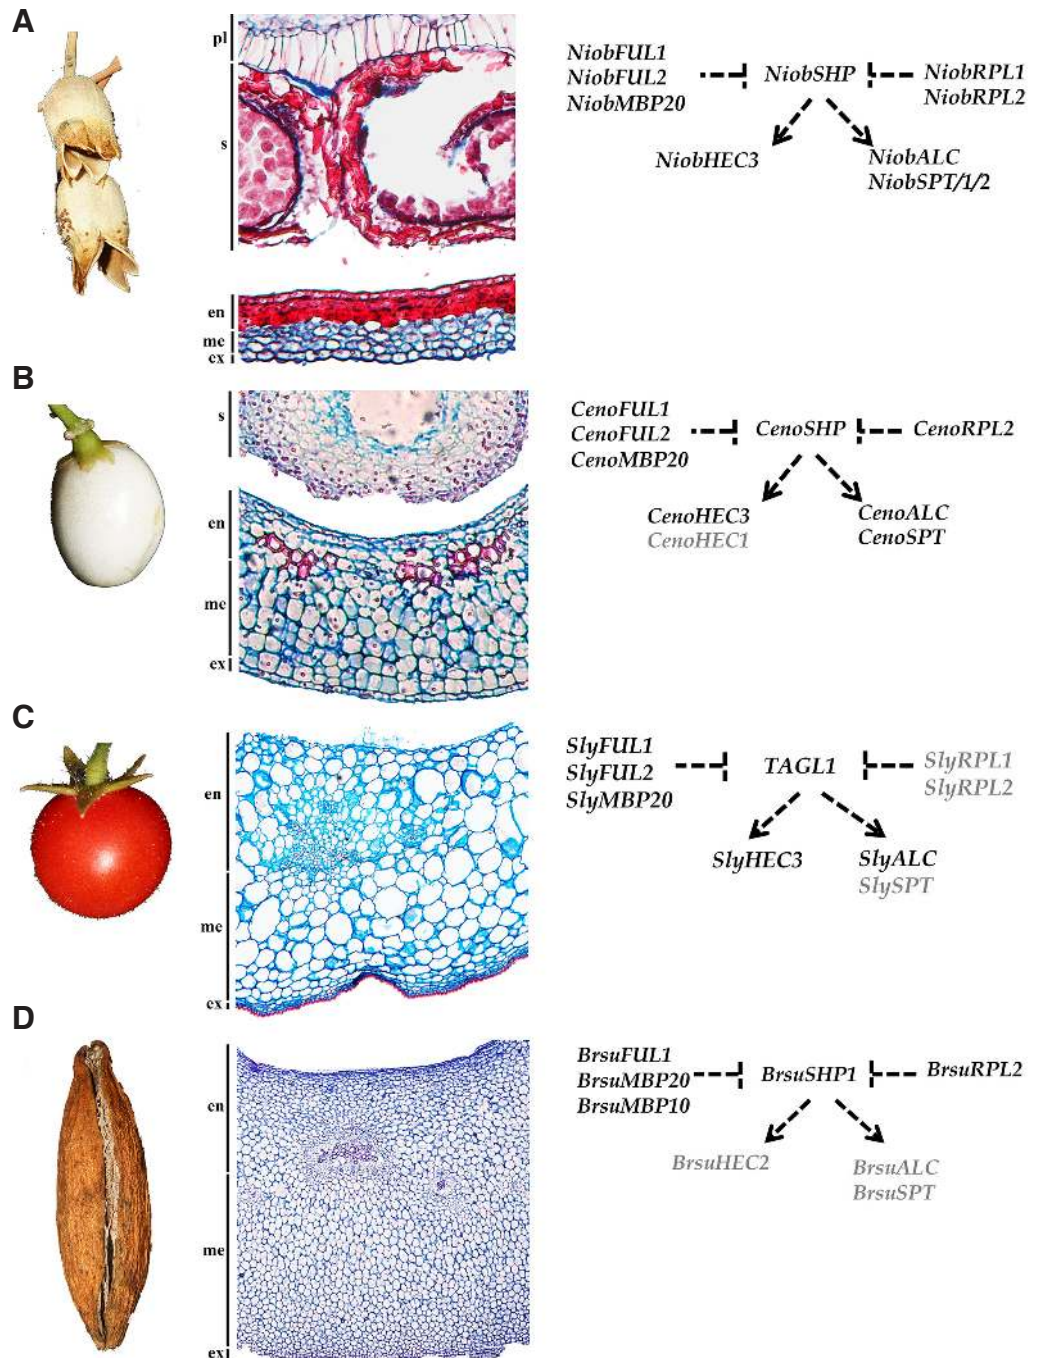 A
pl
s
en
me
ex
NiobFUL1
NiobFUL2
NiobMBP20
NiobSHP
NiobRPL1
NiobRPL2
NiobHEC3
NiobALC
NiobSPT/1/2
B
s
en
me
ex
CenoFUL1
CenoFUL2
CenoMBP20
CenoSHP
CenoRPL2
CenoHEC3
CenoHEC1
CenoALC
CenoSPT
C
en
me
ex
SlyFUL1
SlyFUL2
SlyMBP20
TAGL1
SlyRPL1
SlyRPL2
SlyHEC3
SlyALC
SlySPT
D
en
me
ex
BrsuFUL1
BrsuMBP20
BrsuMBP10
BrsuSHP1
BrsuRPL2
BrsuHEC2
BrsuALC
BrsuSPT